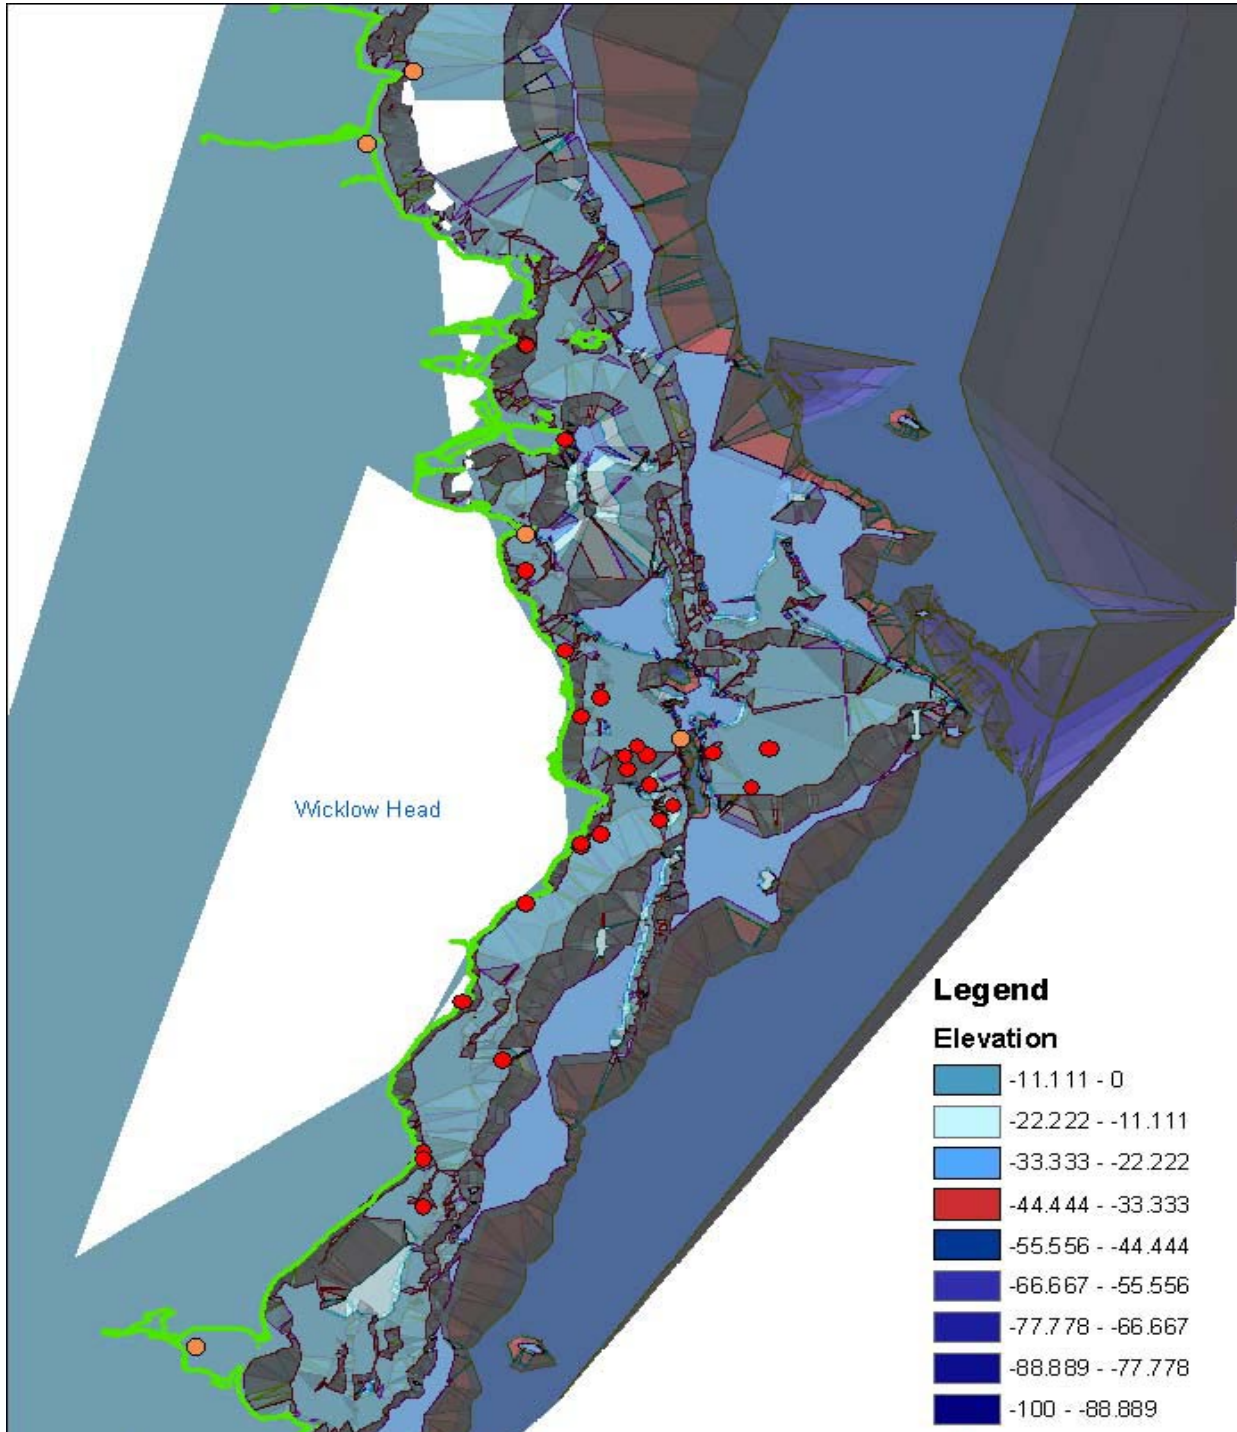 Wicklow Head
Legend
Elevation
-11.111 - 0
-22.222 - -11.111
-33.333 - -22.222
-44.444 - -33.333
-55.556 - -44.444
-66.667 - -55.556
-77.778 - -66.667
-88.889 - -77.778
-100 - -88.889